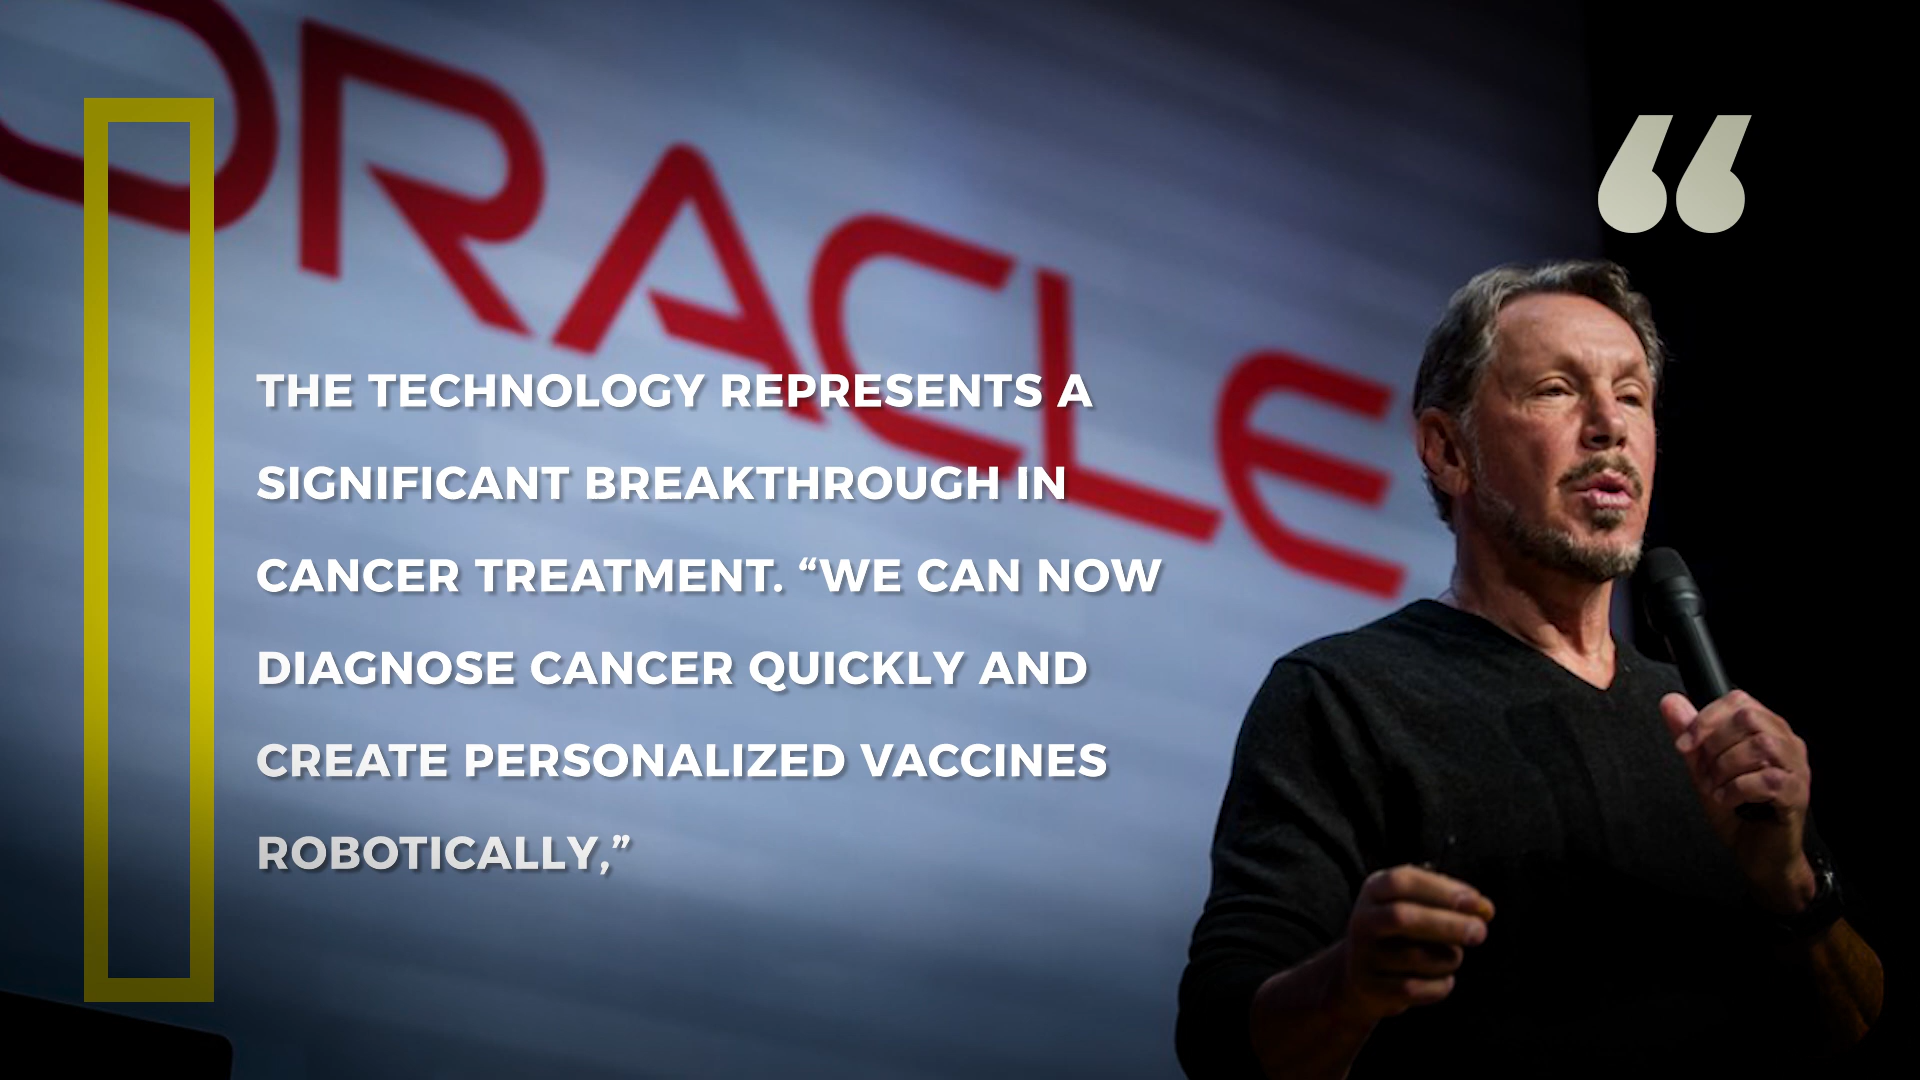 ORACLE
THE TECHNOLOGY REPRESENTS A
SIGNIFICANT BREAKTHROUGH IN
CANCER TREATMENT. “WE CAN NOW
DIAGNOSE CANCER QUICKLY AND
CREATE PERSONALIZED VACCINES
ROBOTICALLY,”